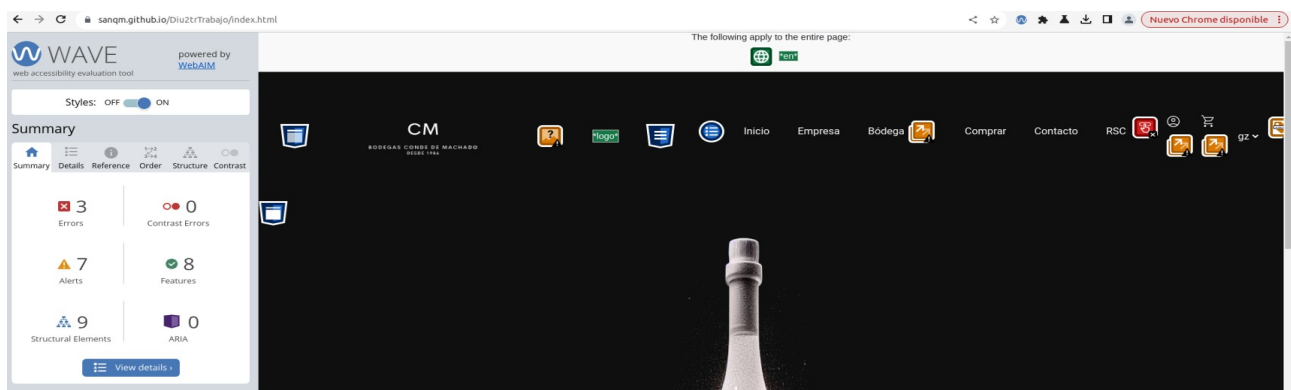 sanqm.github.io/Diu2trTrabajo/index.html
Nuevo Chrome disponible
WAVE
web accessibility evaluation tool
powered by
WebAIM
Styles: OFF ON
Summary
Summary Details Reference Order Structure Contrast
3
Errors
0
Contrast Errors
7
Alerts
8
Features
9
Structural Elements
0
ARIA
View details ›
The following apply to the entire page:
*en*
CM
BODEGAS CONDE DE MACHADO
DESDE 1986
*logo*
Inicio Empresa Bódega Comprar Contacto RSC gz